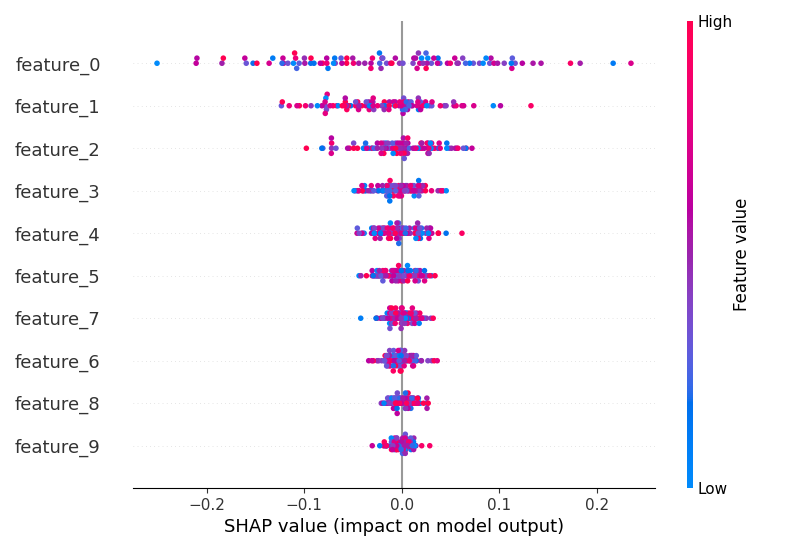 High
feature_0
feature_1
feature_2
feature_3
feature_4
feature_5
feature_7
feature_6
feature_8
feature_9
Feature value
Low
−0.2 −0.1 0.0 0.1 0.2
SHAP value (impact on model output)